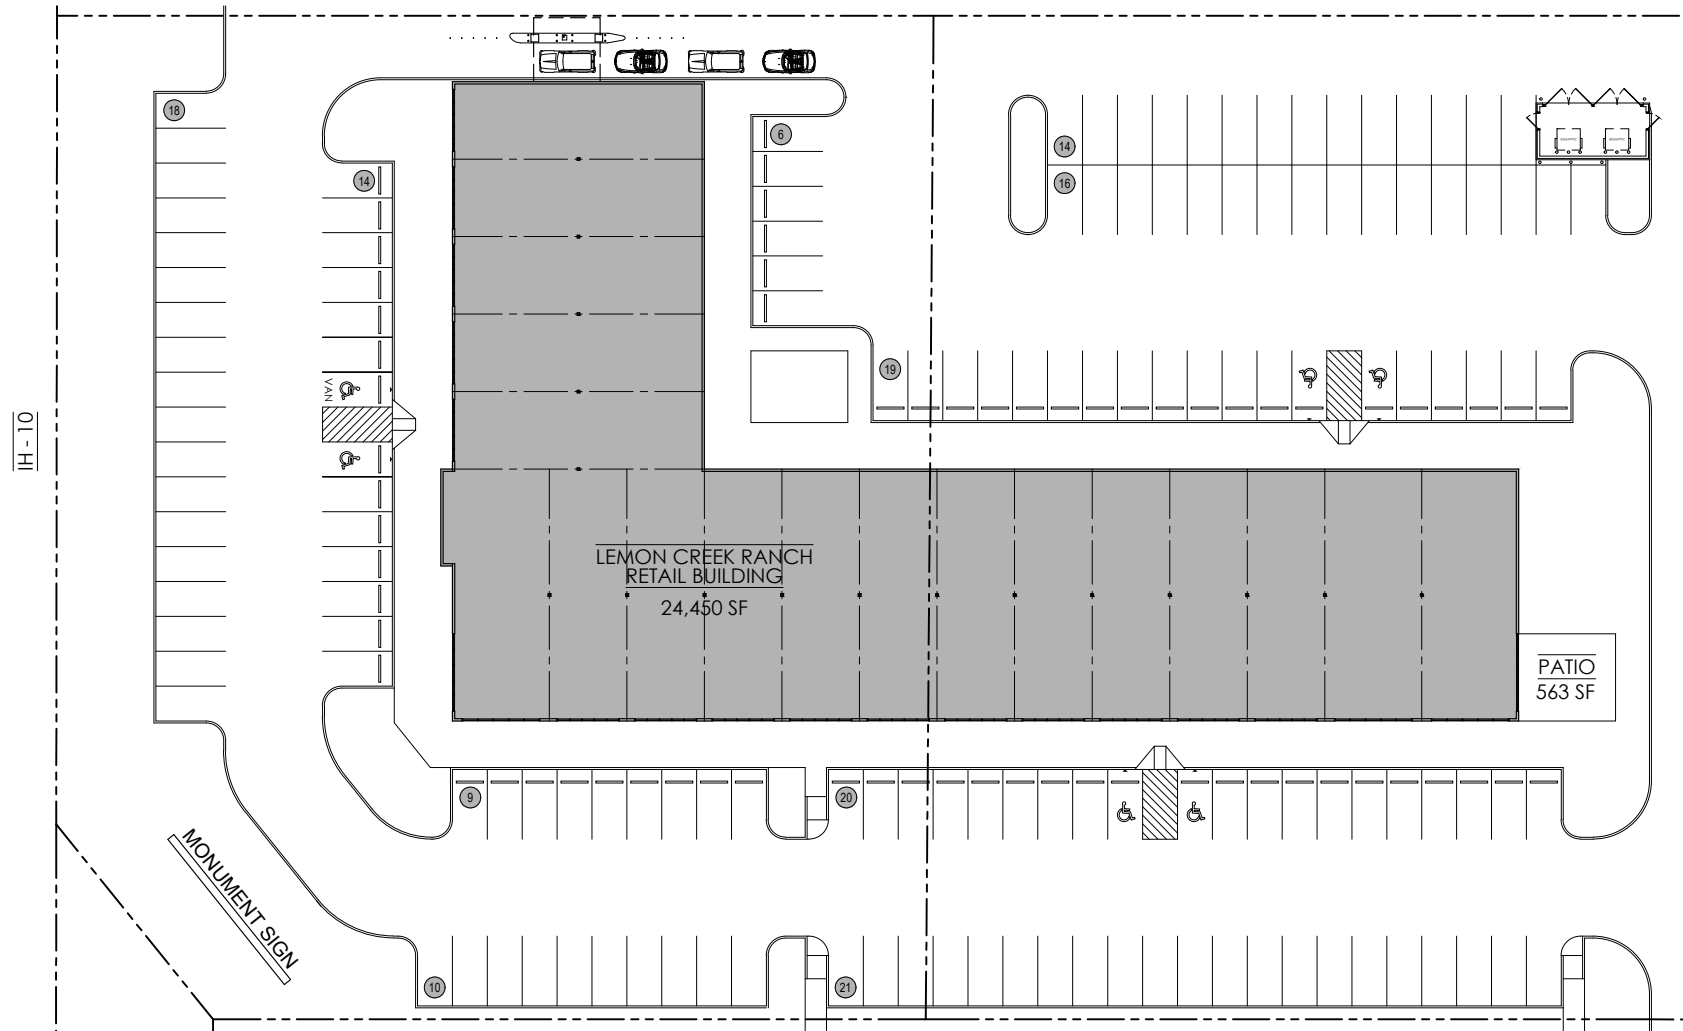 18
6
14
14
16
19
VAN
IH - 10
LEMON CREEK RANCH
RETAIL BUILDING
24,450 SF
PATIO
563 SF
9
20
MONUMENT SIGN
10
21